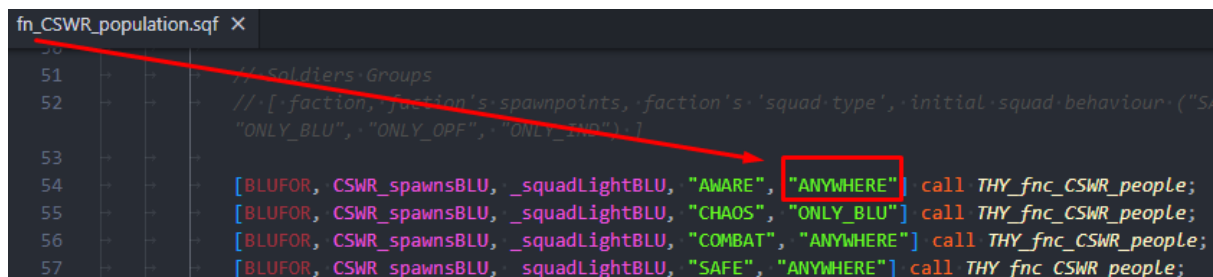 fn_CSWR_population.sqf ×
51 // Soldiers Groups
52 // [ faction, faction's spawnpoints, faction's 'squad type', initial squad behaviour ("SA
"ONLY_BLU", "ONLY_OPF", "ONLY_IND") ]
53
54 [BLUFOR, CSWR_spawnsBLU, _squadLightBLU, "AWARE", "ANYWHERE"] call THY_fnc_CSWR_people;
55 [BLUFOR, CSWR_spawnsBLU, _squadLightBLU, "CHAOS", "ONLY_BLU"] call THY_fnc_CSWR_people;
56 [BLUFOR, CSWR_spawnsBLU, _squadLightBLU, "COMBAT", "ANYWHERE"] call THY_fnc_CSWR_people;
57 [BLUFOR, CSWR_spawnsBLU, _squadLightBLU, "SAFE", "ANYWHERE"] call THY_fnc_CSWR_people;